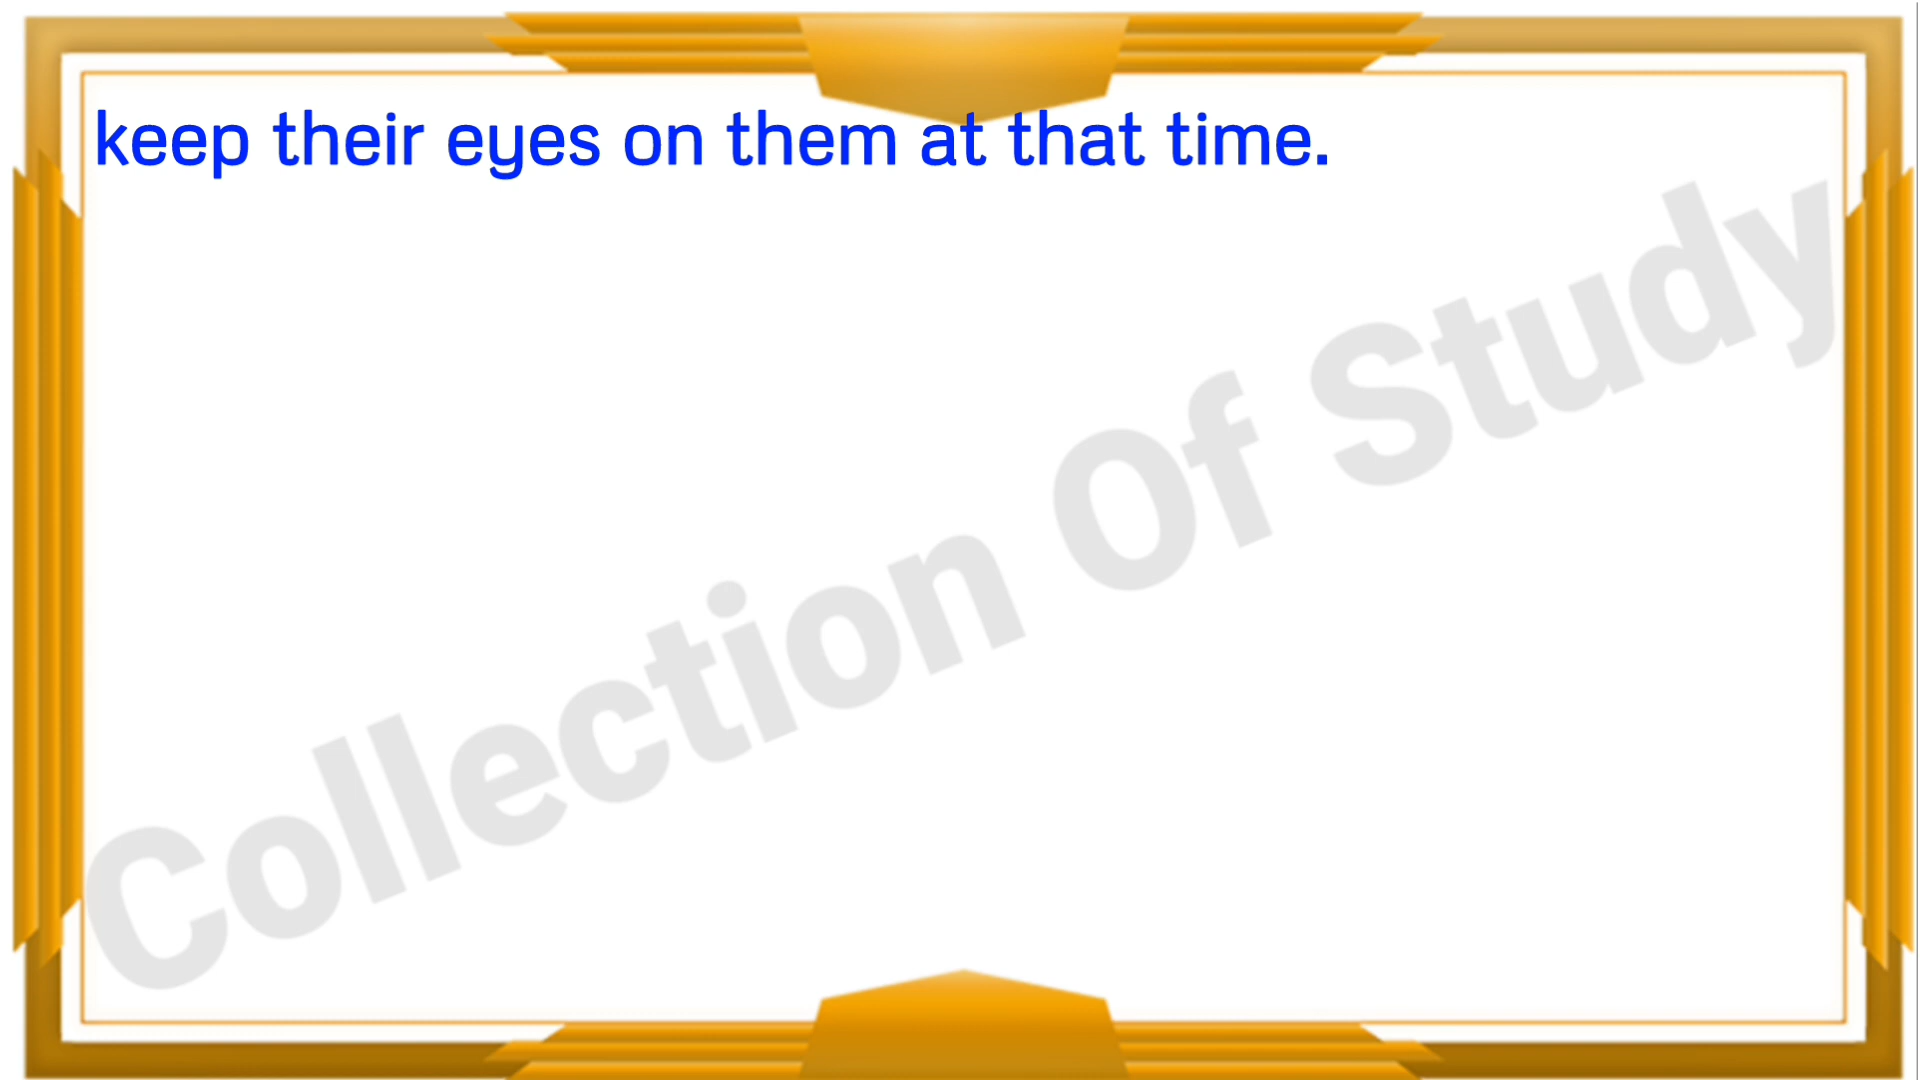 keep their eyes on them at that time.
Collection Of Study